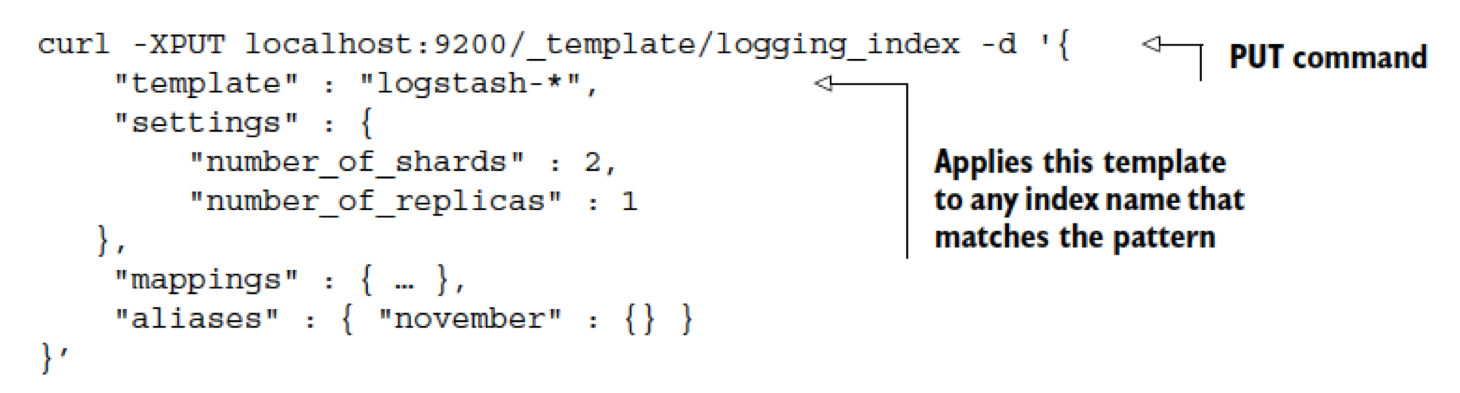 curl -XPUT localhost:9200/_template/logging_index -d '{
    "template" : "logstash-*",
    "settings" : {
        "number_of_shards" : 2,
        "number_of_replicas" : 1
   },
    "mappings" : { … },
    "aliases" : { "november" : {} }
}’
PUT command
Applies this template
to any index name that
matches the pattern